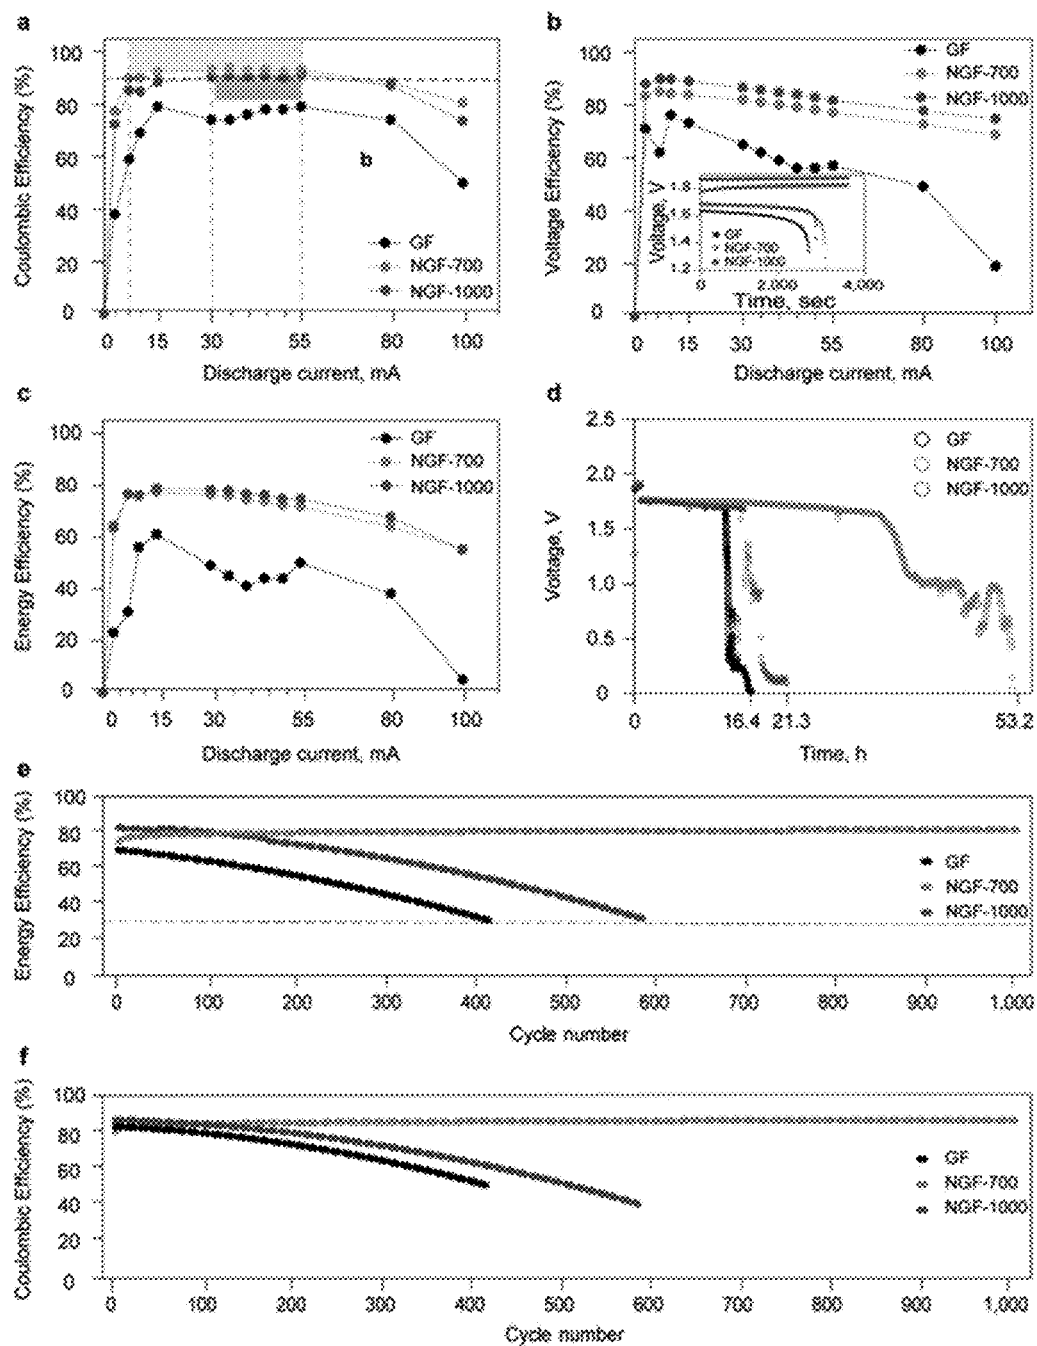 a
Coulombic Efficiency (%)
100
80
60
40
20
0
b
GF
NGF-700
NGF-1000
0 15 30 55 80 100
Discharge current, mA
b
Voltage Efficiency (%)
100
80
60
40
20
0
GF
NGF-700
NGF-1000
Voltage, V
1.8
1.6
1.4
1.2
GF
NGF-700
NGF-1000
0 2.000 4.000
Time, sec
0 15 30 55 80 100
Discharge current, mA
c
Energy Efficiency (%)
100
80
60
40
20
0
GF
NGF-700
NGF-1000
0 15 30 55 80 100
Discharge current, mA
d
Voltage, V
2.5
2.0
1.5
1.0
0.5
0
GF
NGF-700
NGF-1000
0 16.4 21.3 53.2
Time, h
e
Energy Efficiency (%)
100
80
60
40
20
0
GF
NGF-700
NGF-1000
0 100 200 300 400 500 600 700 800 900 1,000
Cycle number
f
Coulombic Efficiency (%)
100
80
60
40
20
0
GF
NGF-700
NGF-1000
0 100 200 300 400 500 600 700 800 900 1,000
Cycle number